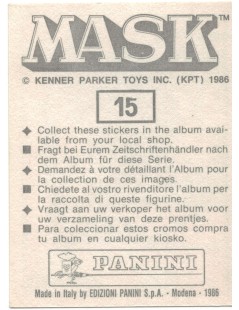 MASK™
© KENNER PARKER TOYS INC. (KPT) 1986
15
Collect these stickers in the album avai-
lable from your local shop.
Fragt bei Eurem Zeitschriftenhändler nach
dem Album für diese Serie.
Demandez à votre détaillant l'Album pour
la collection de ces images.
Chiedete al vostro rivenditore l'album per
la raccolta di queste figurine.
Vraagt aan uw verkoper het album voor
uw verzameling van deze prentjes.
Para coleccionar estos cromos compra
tu album en cualquier kiosko.
PANINI
Made in Italy by EDIZIONI PANINI S.p.A. - Modena - 1986